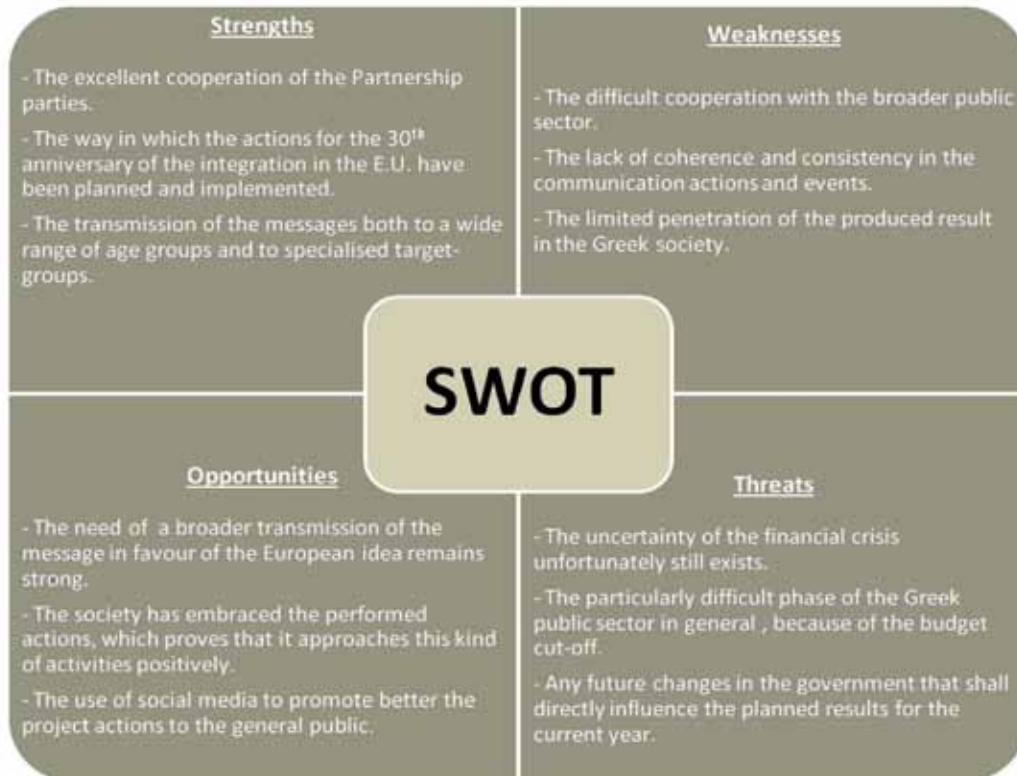 Strengths
- The excellent cooperation of the Partnership
parties.
- The way in which the actions for the 30th
anniversary of the integration in the E.U. have
been planned and implemented.
- The transmission of the messages both to a wide
range of age groups and to specialised target-
groups.
Weaknesses
- The difficult cooperation with the broader public
sector.
- The lack of coherence and consistency in the
communication actions and events.
- The limited penetration of the produced result
in the Greek society.
SWOT
Opportunities
- The need of a broader transmission of the
message in favour of the European idea remains
strong.
- The society has embraced the performed
actions, which proves that it approaches this kind
of activities positively.
- The use of social media to promote better the
project actions to the general public.
Threats
- The uncertainty of the financial crisis
unfortunately still exists.
- The particularly difficult phase of the Greek
public sector in general , because of the budget
cut-off.
- Any future changes in the government that shall
directly influence the planned results for the
current year.